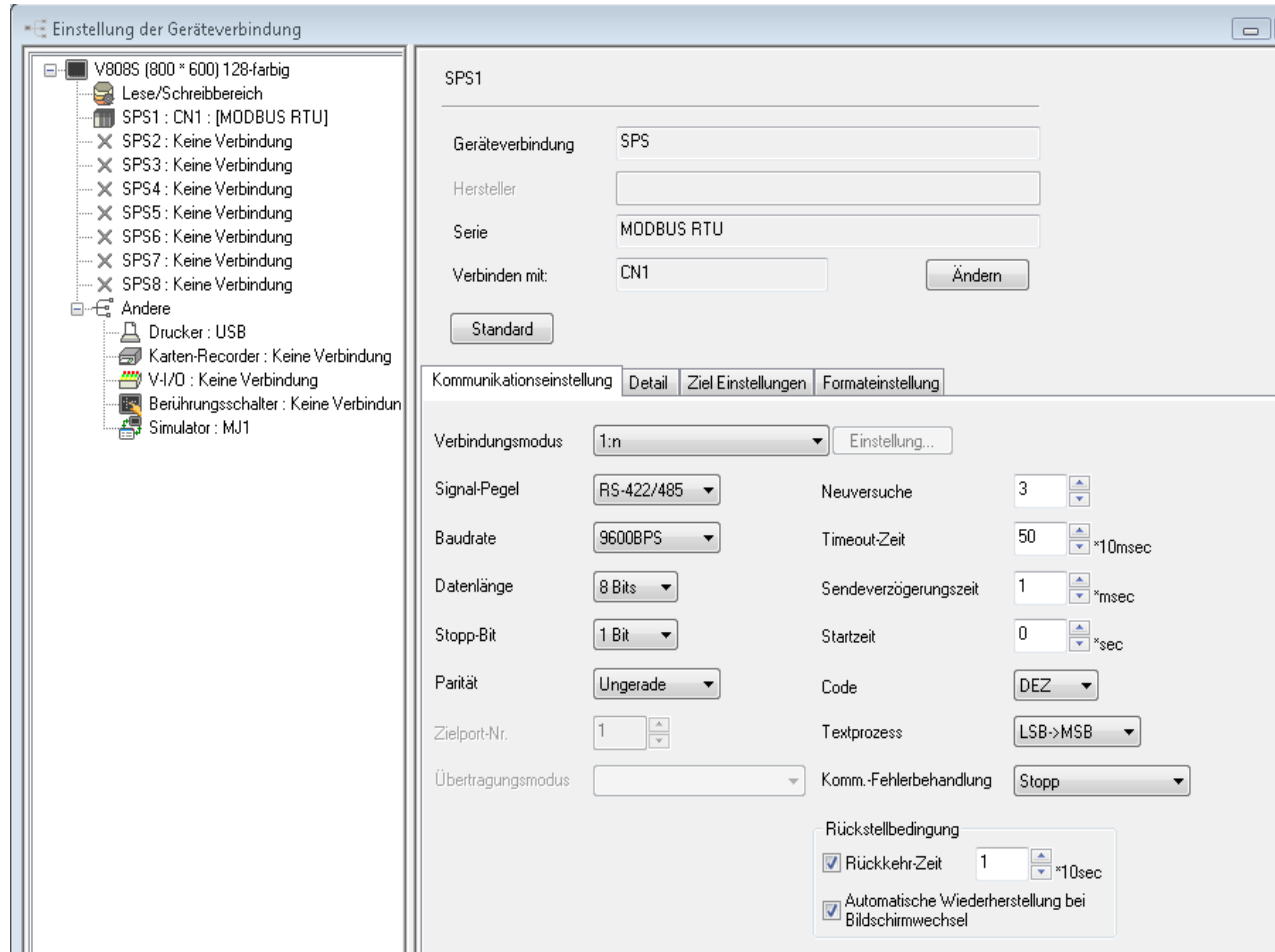 Einstellung der Geräteverbindung
V808S (800 * 600) 128-farbig
Lese/Schreibbereich
SPS1 : CN1 : [MODBUS RTU]
SPS2 : Keine Verbindung
SPS3 : Keine Verbindung
SPS4 : Keine Verbindung
SPS5 : Keine Verbindung
SPS6 : Keine Verbindung
SPS7 : Keine Verbindung
SPS8 : Keine Verbindung
Andere
Drucker : USB
Karten-Recorder : Keine Verbindung
V-I/O : Keine Verbindung
Berührungsschalter : Keine Verbindun
Simulator : MJ1
SPS1
Geräteverbindung SPS
Hersteller
Serie MODBUS RTU
Verbinden mit: CN1 Ändern
Standard
Kommunikationseinstellung Detail Ziel Einstellungen Formateinstellung
Verbindungsmodus 1:n Einstellung...
Signal-Pegel RS-422/485 Neuversuche 3
Baudrate 9600BPS Timeout-Zeit 50 *10msec
Datenlänge 8 Bits Sendeverzögerungszeit 1 *msec
Stopp-Bit 1 Bit Startzeit 0 *sec
Parität Ungerade Code DEZ
Zielport-Nr. 1 Textprozess LSB->MSB
Übertragungsmodus Komm.-Fehlerbehandlung Stopp
Rückstellbedingung
Rückkehr-Zeit 1 *10sec
Automatische Wiederherstellung bei
Bildschirmwechsel